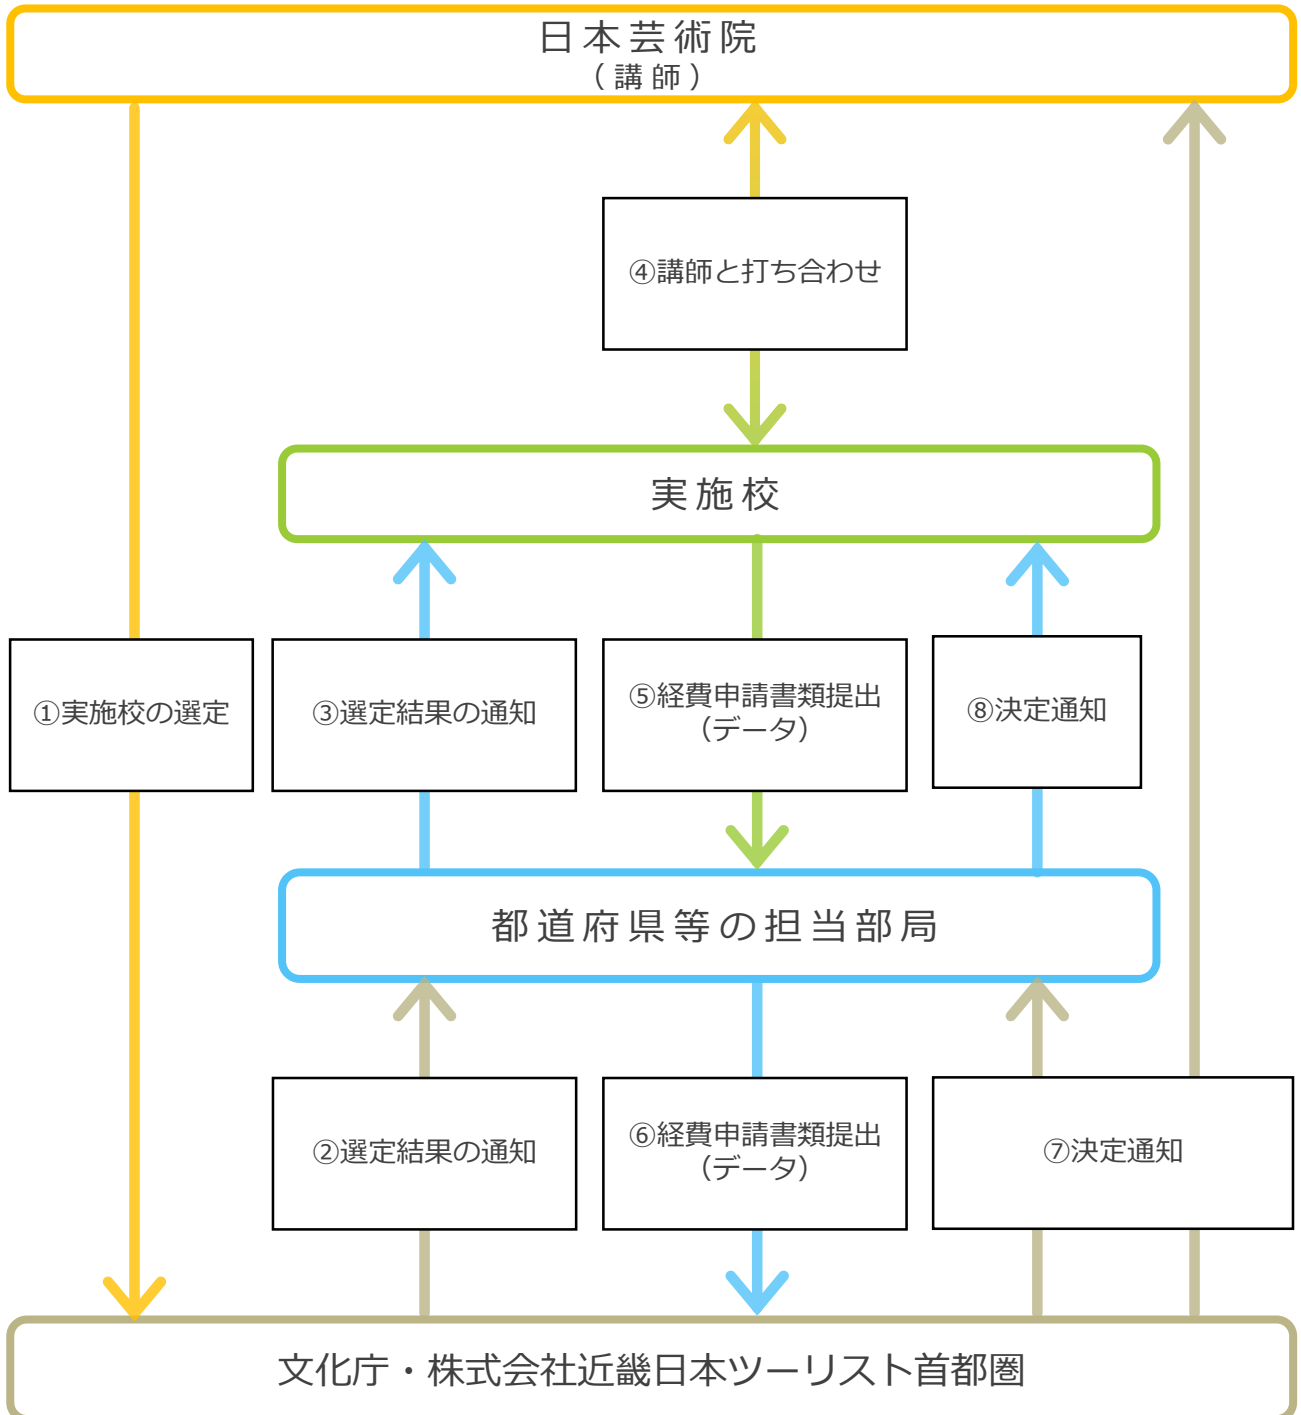 日本芸術院
（講師）
④講師と打ち合わせ
実施校
①実施校の選定
③選定結果の通知
⑤経費申請書類提出
（データ）
⑧決定通知
都道府県等の担当部局
②選定結果の通知
⑥経費申請書類提出
（データ）
⑦決定通知
文化庁・株式会社近畿日本ツーリスト首都圏